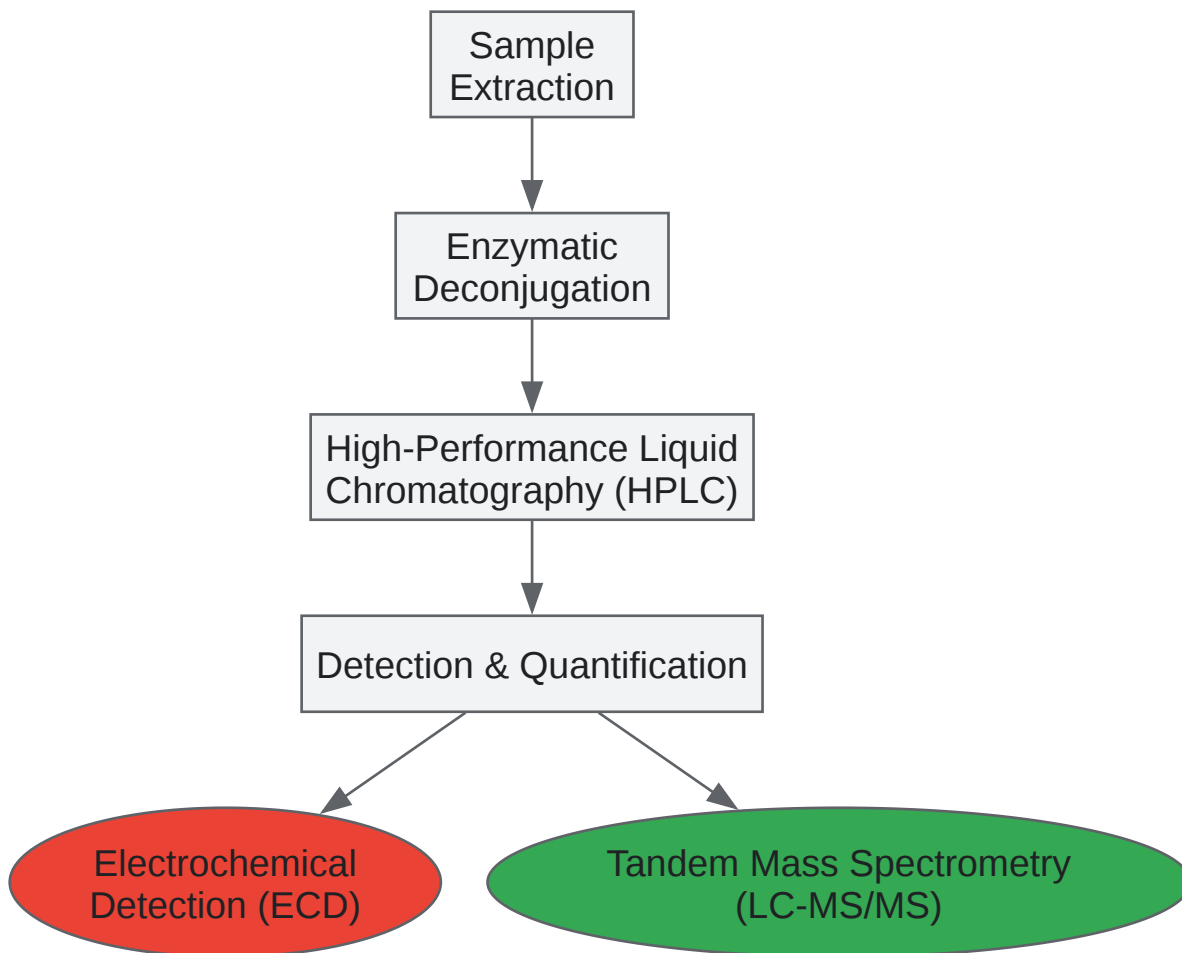 Sample
Extraction
Enzymatic
Deconjugation
High-Performance Liquid
Chromatography (HPLC)
Detection & Quantification
Electrochemical
Detection (ECD)
Tandem Mass Spectrometry
(LC-MS/MS)